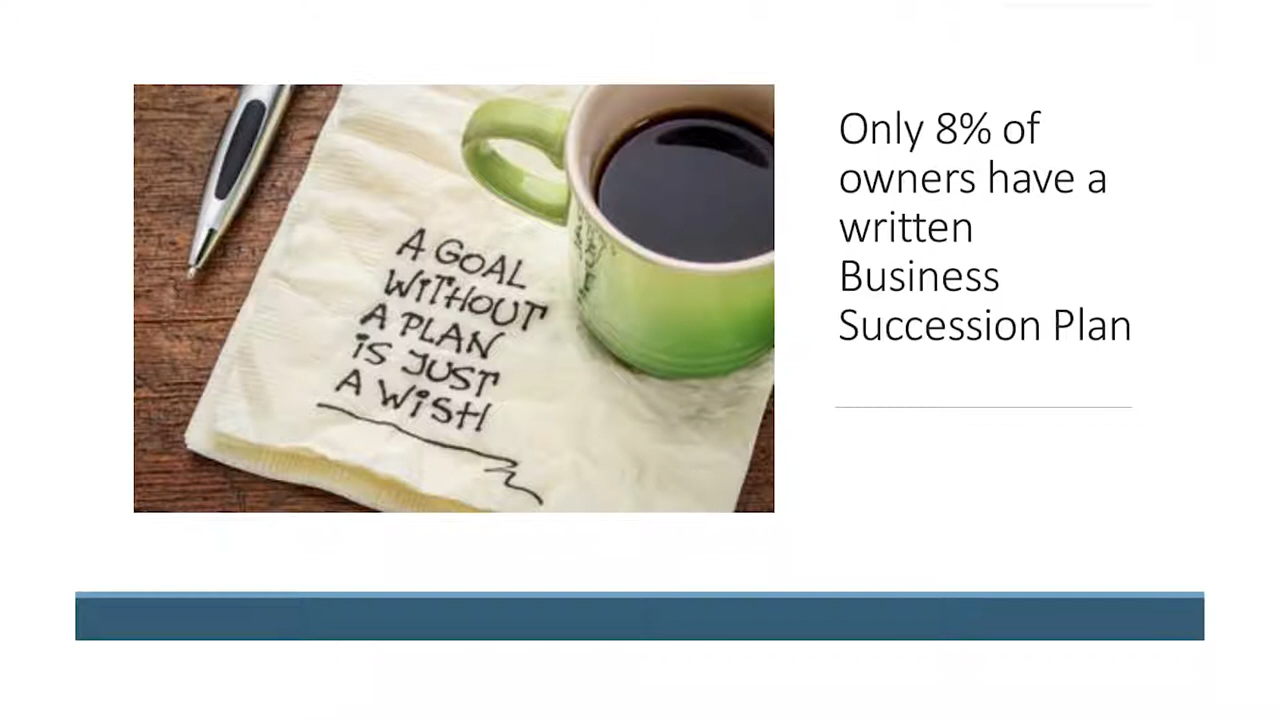 A GOAL
WITHOUT
A PLAN
IS JUST
A WISH
Only 8% of
owners have a
written
Business
Succession Plan